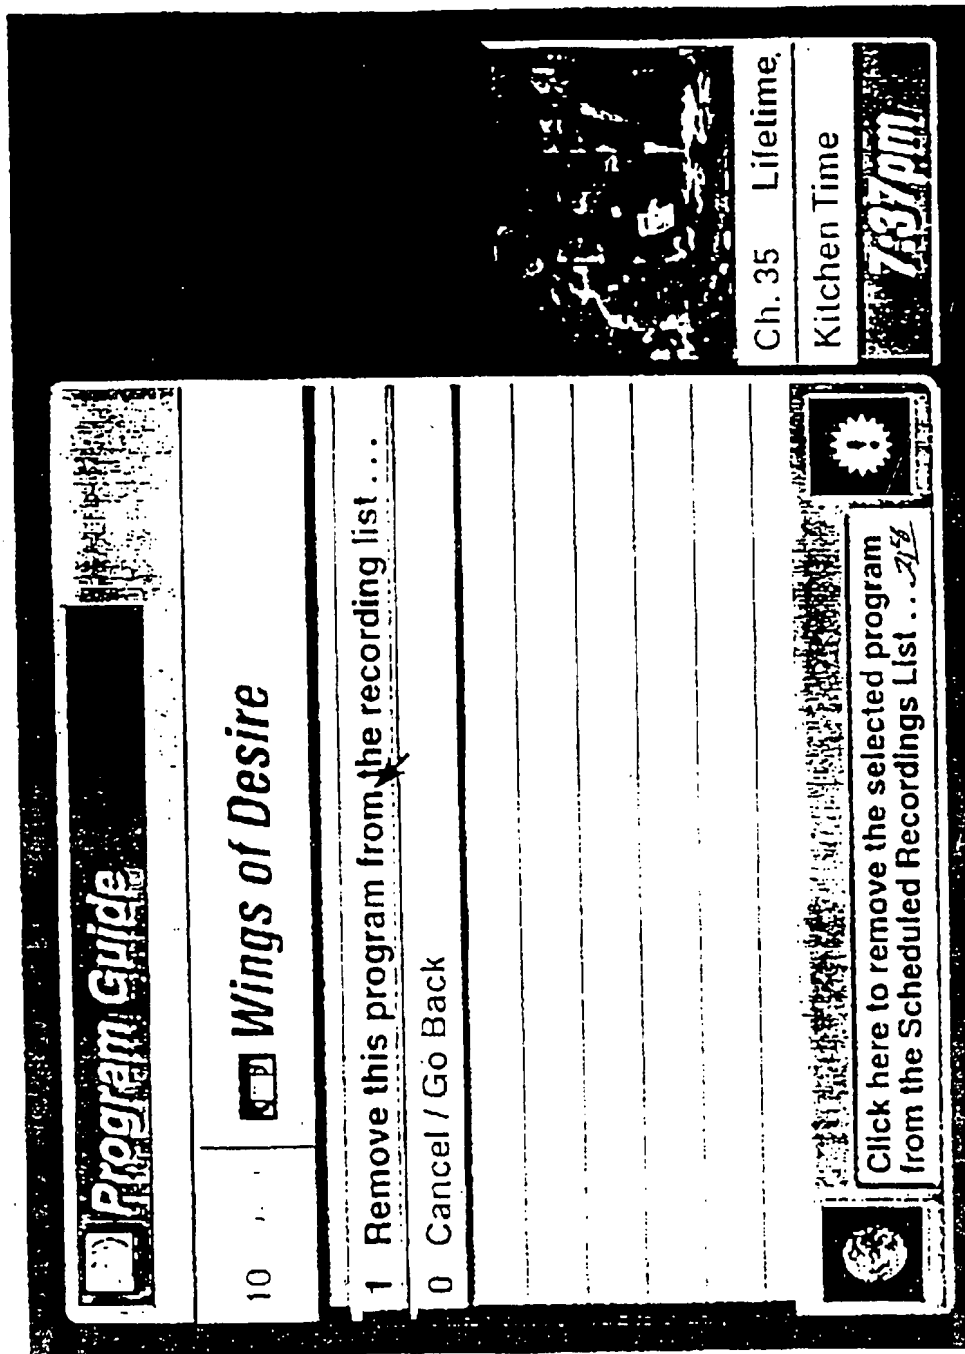 Program Guide
10
Wings of Desire
1 Remove this program from the recording list ....
0 Cancel / Go Back
Click here to remove the selected program
from the Scheduled Recordings List ...
Ch. 35 Lifetime
Kitchen Time
7:37pm